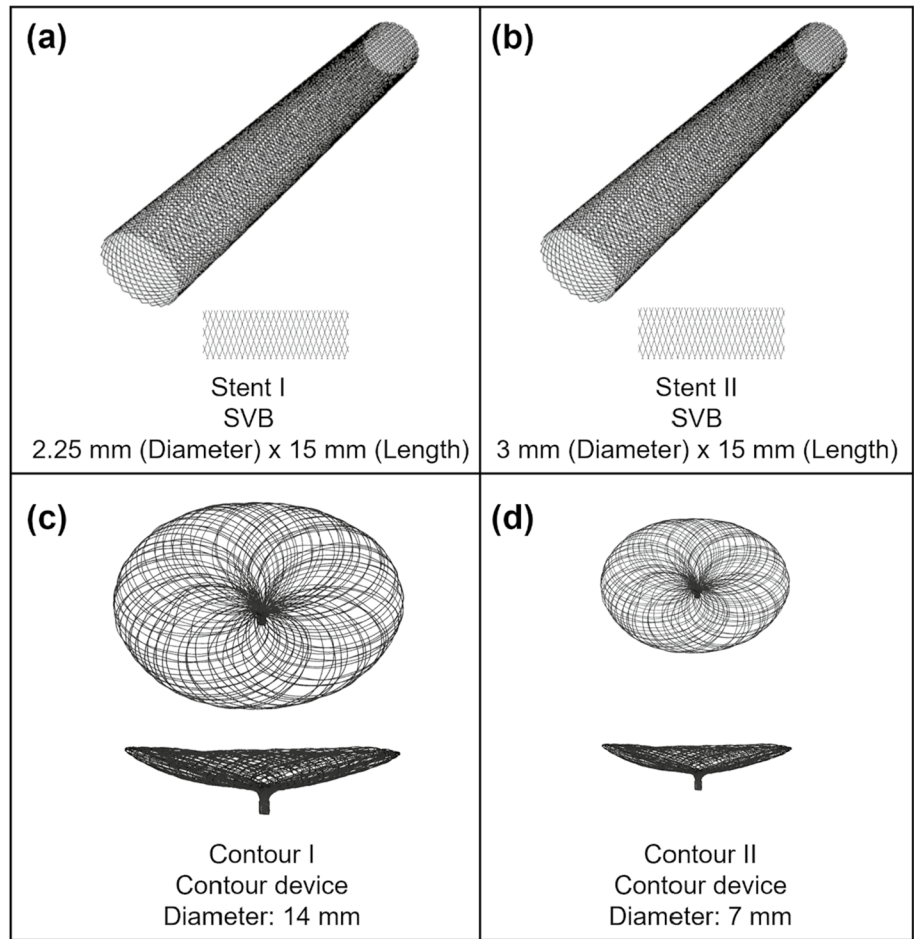 (a)
Stent I
SVB
2.25 mm (Diameter) x 15 mm (Length)
(b)
Stent II
SVB
3 mm (Diameter) x 15 mm (Length)
(c)
Contour I
Contour device
Diameter: 14 mm
(d)
Contour II
Contour device
Diameter: 7 mm